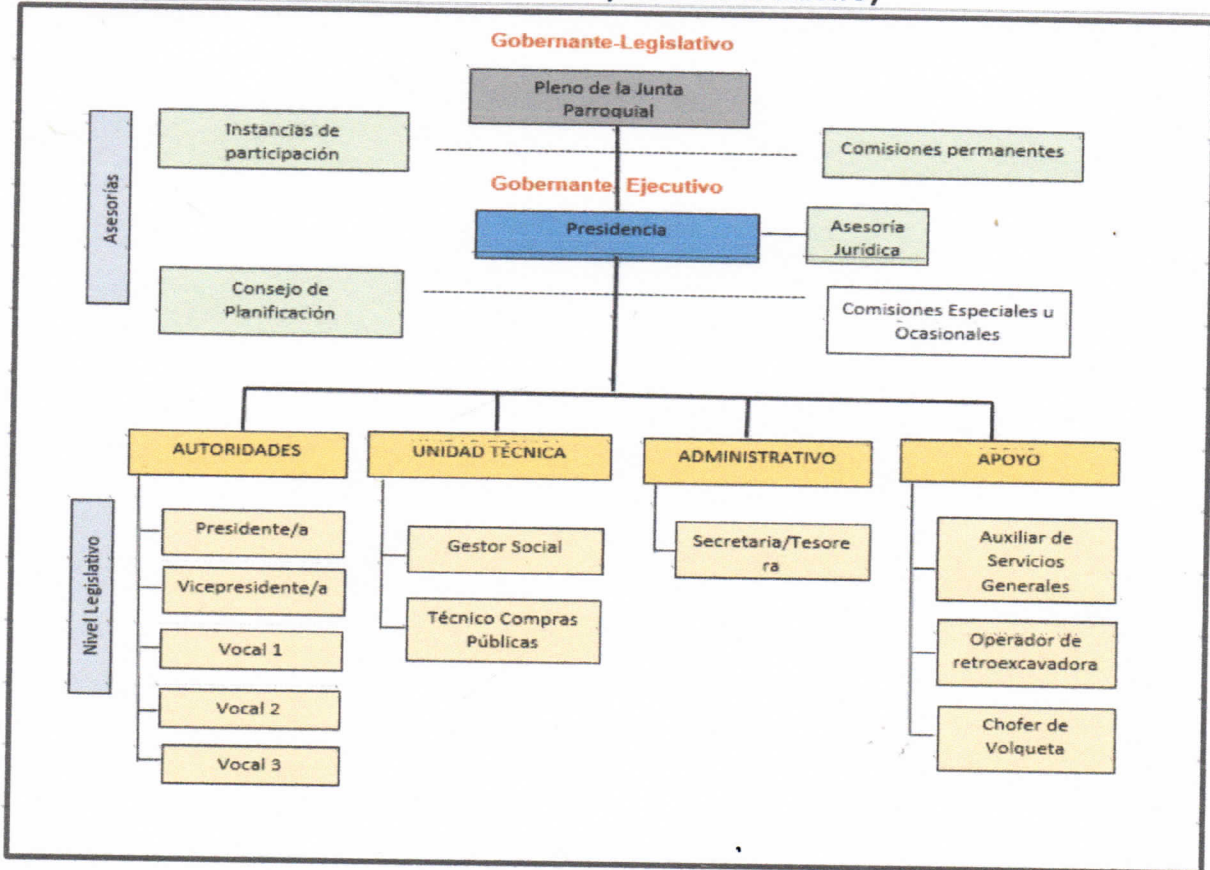 Gobernante-Legislativo
Pleno de la Junta
Parroquial
Instancias de
participación
Comisiones permanentes
Asesorías
Gobernante Ejecutivo
Presidencia
Asesoría
Jurídica
Consejo de
Planificación
Comisiones Especiales u
Ocasionales
AUTORIDADES
UNIDAD TÉCNICA
ADMINISTRATIVO
APOYO
Nivel Legislativo
Presidente/a
Vicepresidente/a
Vocal 1
Vocal 2
Vocal 3
Gestor Social
Técnico Compras
Públicas
Secretaria/Tesore
ra
Auxiliar de
Servicios
Generales
Operador de
retroexcavadora
Chofer de
Volqueta